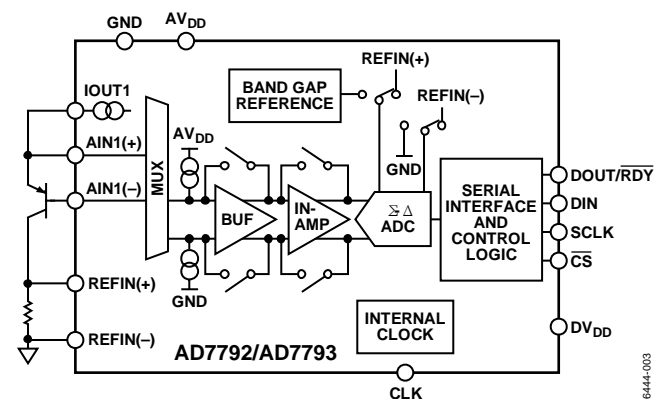 GND
AVDD
IOUT1
AIN1(+)
AIN1(–)
REFIN(+)
REFIN(–)
MUX
AVDD
GND
BAND GAP
REFERENCE
REFIN(+)
REFIN(–)
GND
BUF
IN-
AMP
Σ-Δ
ADC
SERIAL
INTERFACE
AND
CONTROL
LOGIC
DOUT/RDY
DIN
SCLK
CS
DVDD
INTERNAL
CLOCK
AD7792/AD7793
CLK
6444-003